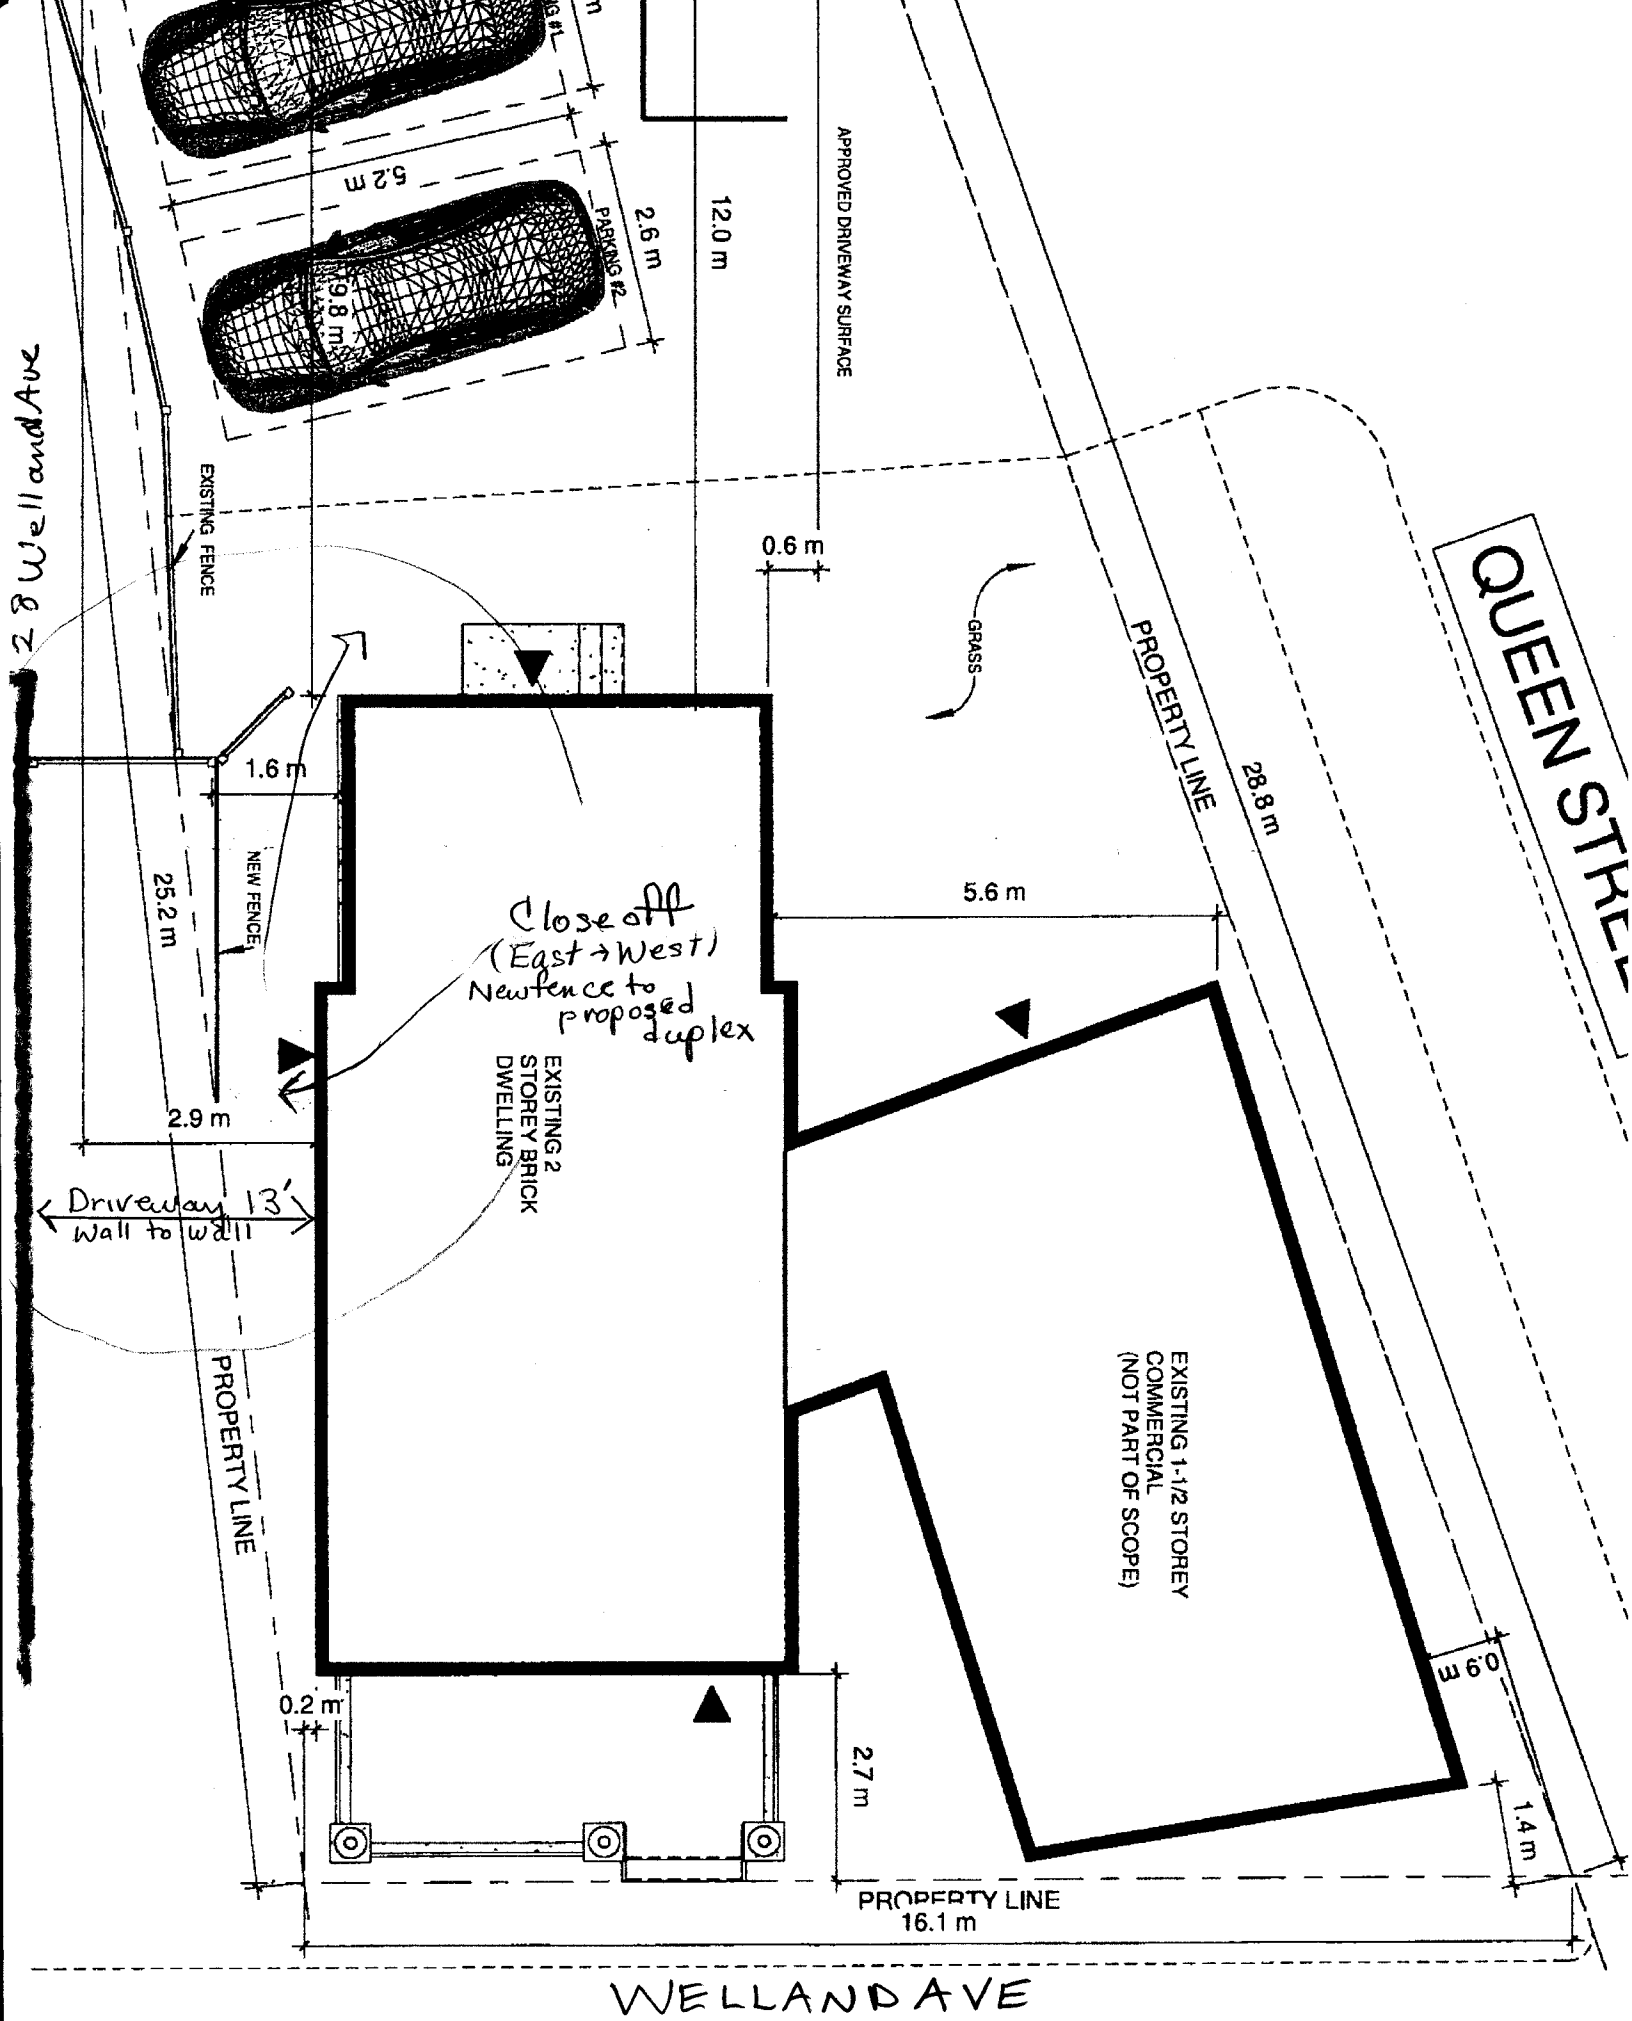 G #1
m
5.2 m
2.6 m
PARKING #2
9.8 m
12.0 m
APPROVED DRIVEWAY SURFACE
28 Welland Ave
EXISTING FENCE
0.6 m
GRASS
QUEEN STREE
PROPERTY LINE
28.8 m
1.6 m
NEW FENCE
25.2 m
5.6 m
Close off
(East → West)
New fence to
proposed
duplex
EXISTING 2
STOREY BRICK
DWELLING
2.9 m
Driveway 13'
Wall to wall
PROPERTY LINE
EXISTING 1-1/2 STOREY
COMMERCIAL
(NOT PART OF SCOPE)
0.9 m
0.2 m
2.7 m
1.4 m
PROPERTY LINE
16.1 m
WELLAND AVE